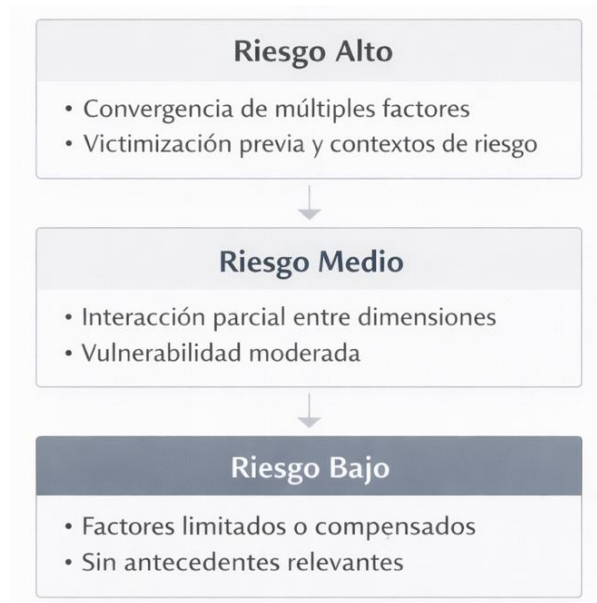 Riesgo Alto
• Convergencia de múltiples factores
• Victimización previa y contextos de riesgo
Riesgo Medio
• Interacción parcial entre dimensiones
• Vulnerabilidad moderada
Riesgo Bajo
• Factores limitados o compensados
• Sin antecedentes relevantes